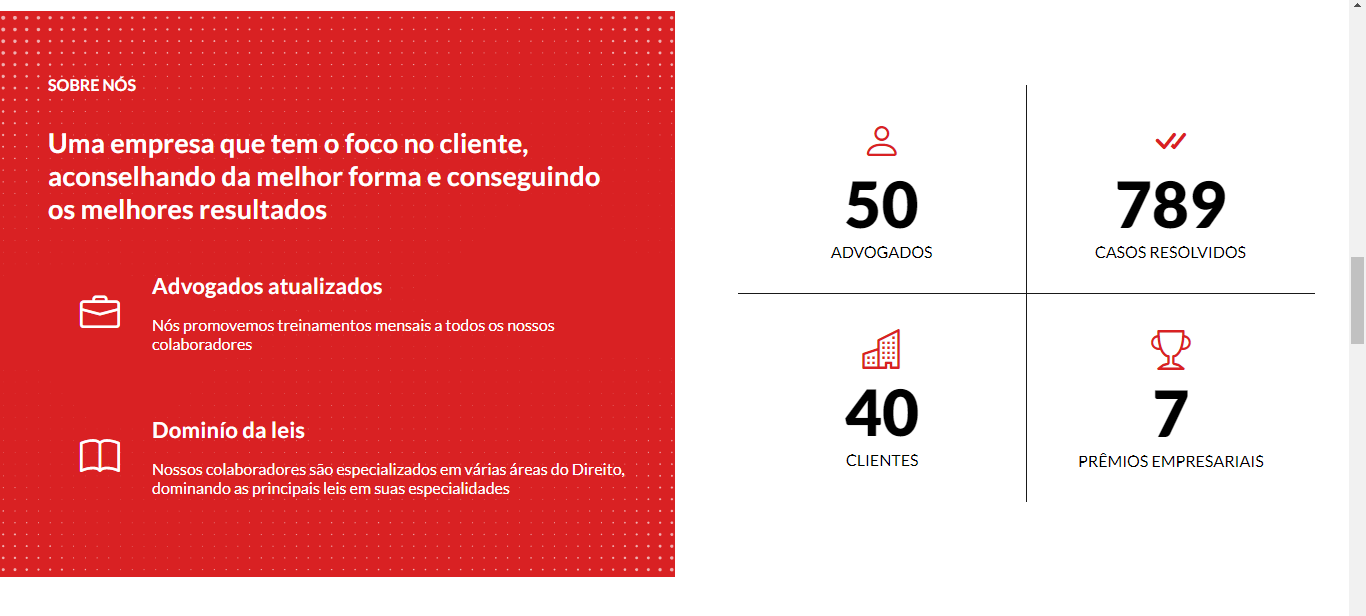 SOBRE NÓS
Uma empresa que tem o foco no cliente,
aconselhando da melhor forma e conseguindo
os melhores resultados
Advogados atualizados
Nós promovemos treinamentos mensais a todos os nossos
colaboradores
Dominío da leis
Nossos colaboradores são especializados em várias áreas do Direito,
dominando as principais leis em suas especialidades
50
ADVOGADOS
789
CASOS RESOLVIDOS
40
CLIENTES
7
PRÊMIOS EMPRESARIAIS